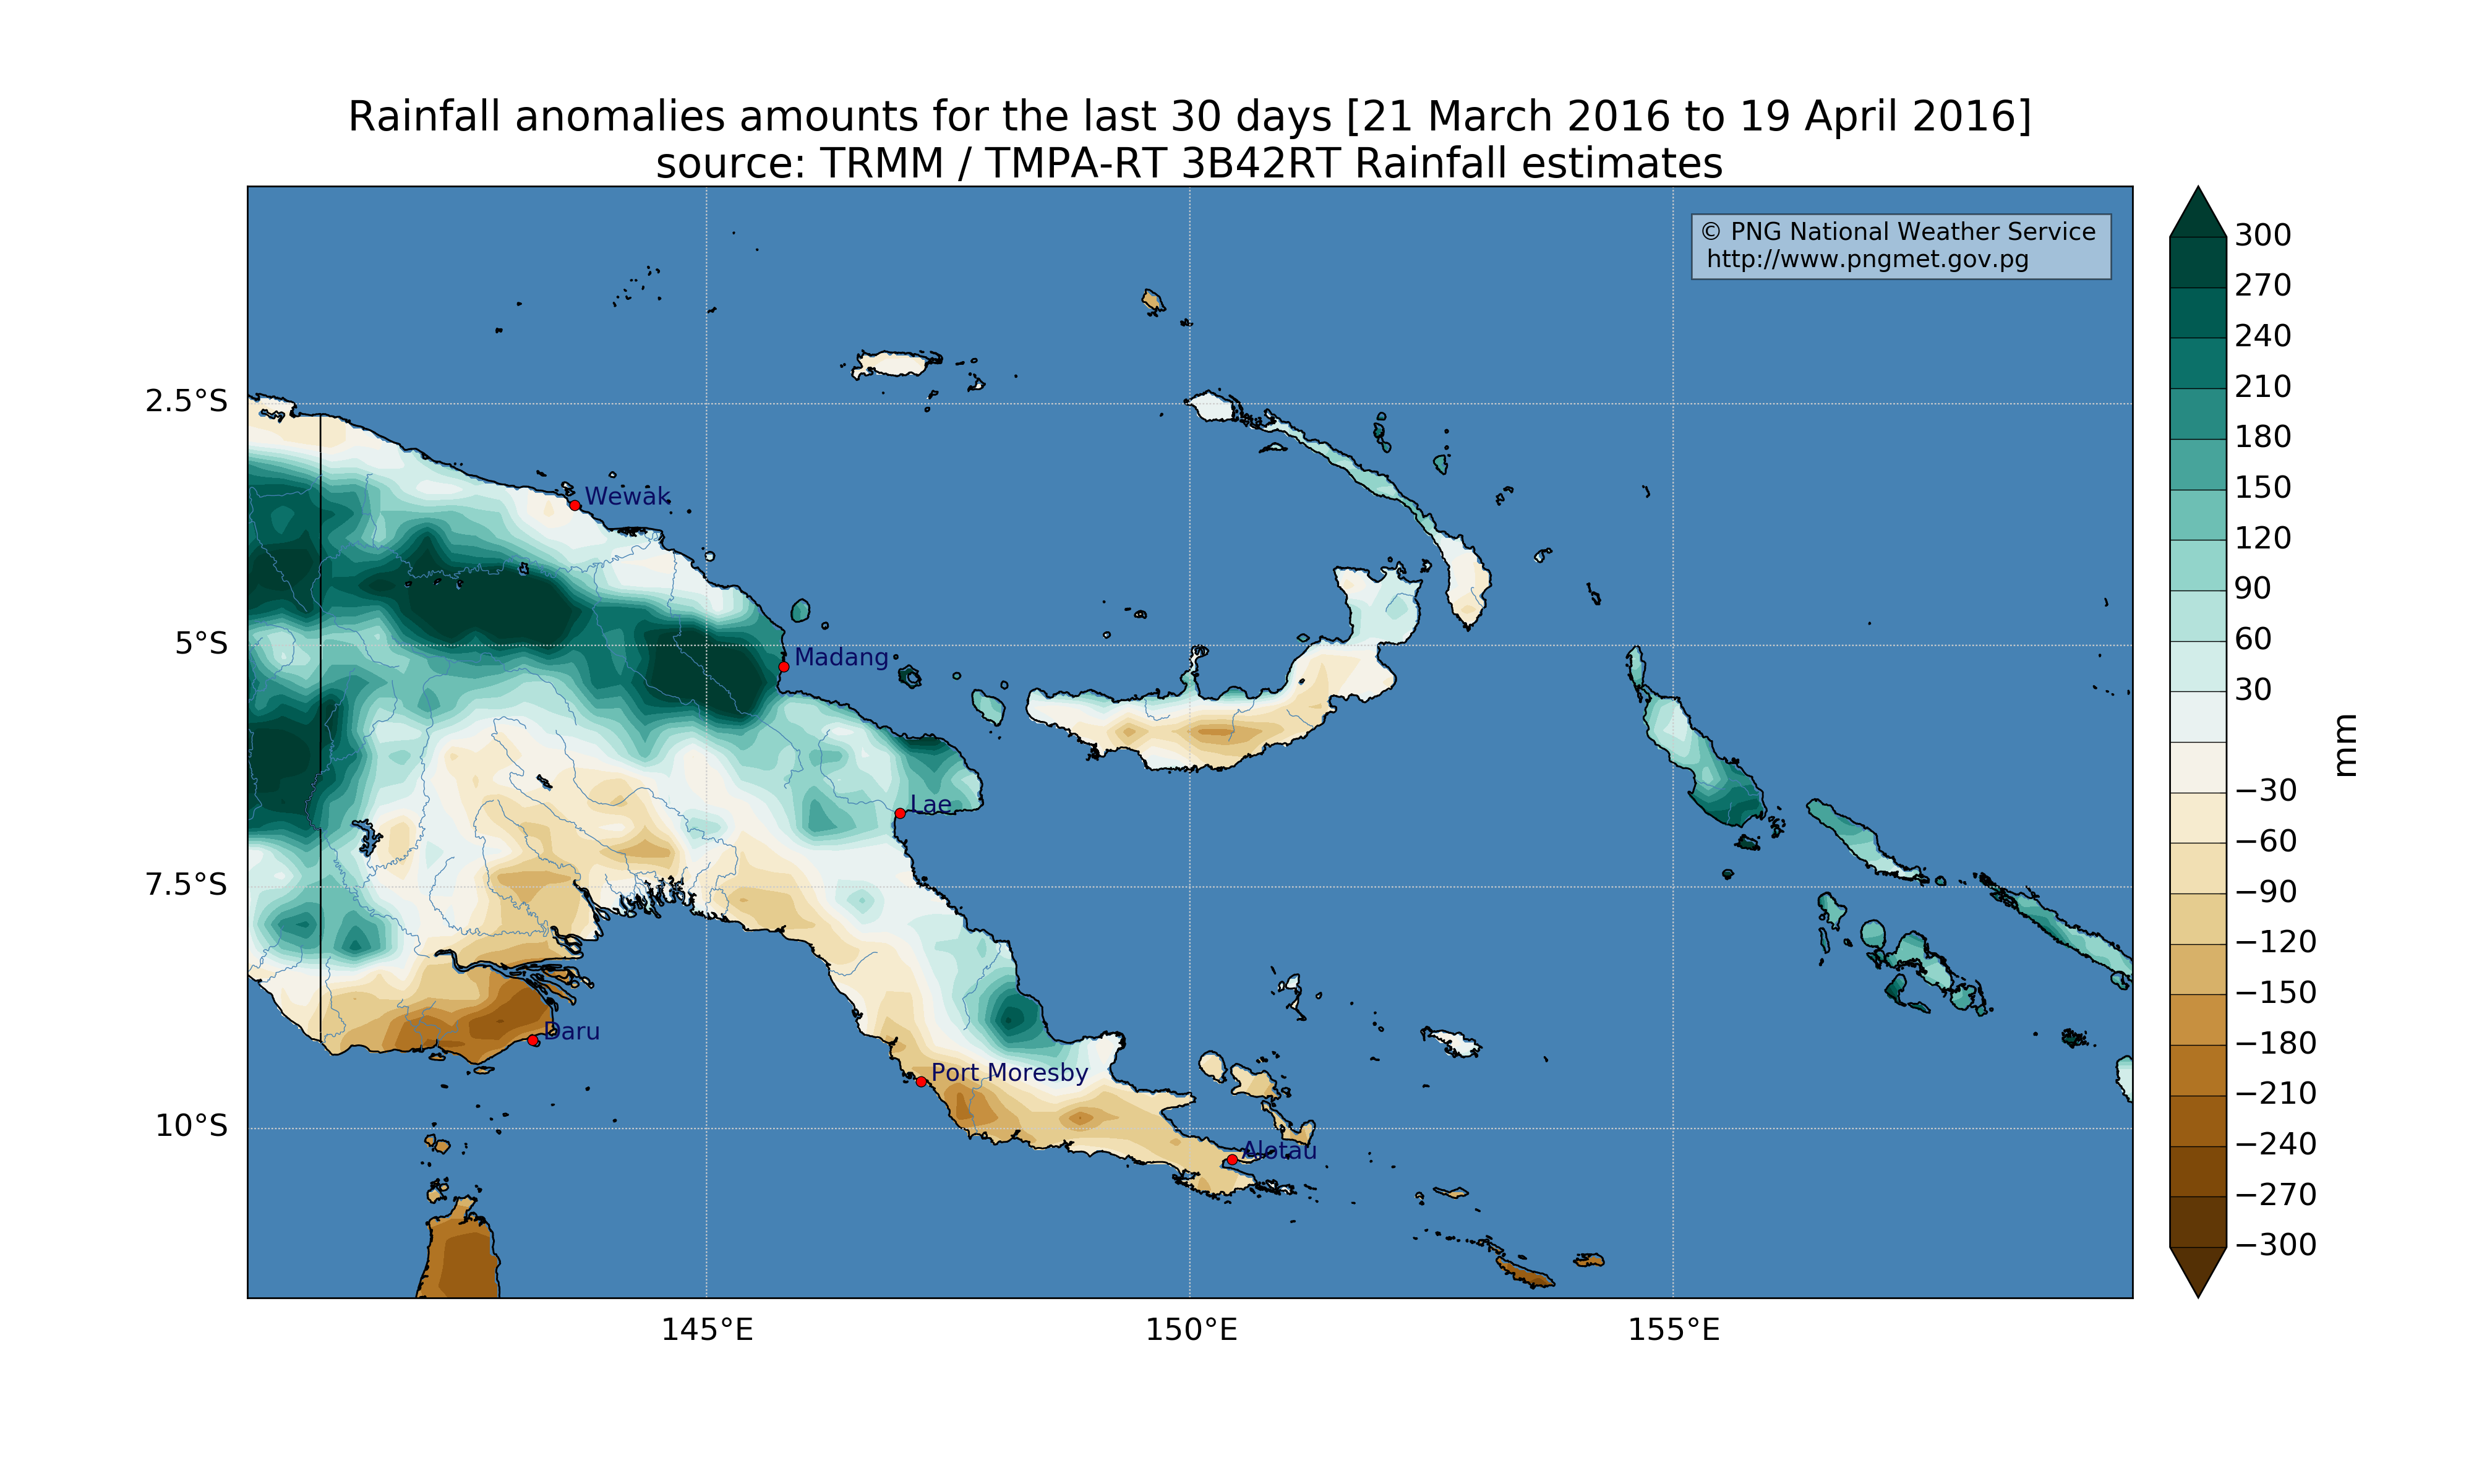 Rainfall anomalies amounts for the last 30 days [21 March 2016 to 19 April 2016]
source: TRMM / TMPA-RT 3B42RT Rainfall estimates
© PNG National Weather Service
http://www.pngmet.gov.pg
2.5°S
5°S
7.5°S
10°S
145°E
150°E
155°E
Wewak
Madang
Lae
Daru
Port Moresby
Alotau
300
270
240
210
180
150
120
90
60
30
−30
−60
−90
−120
−150
−180
−210
−240
−270
−300
mm